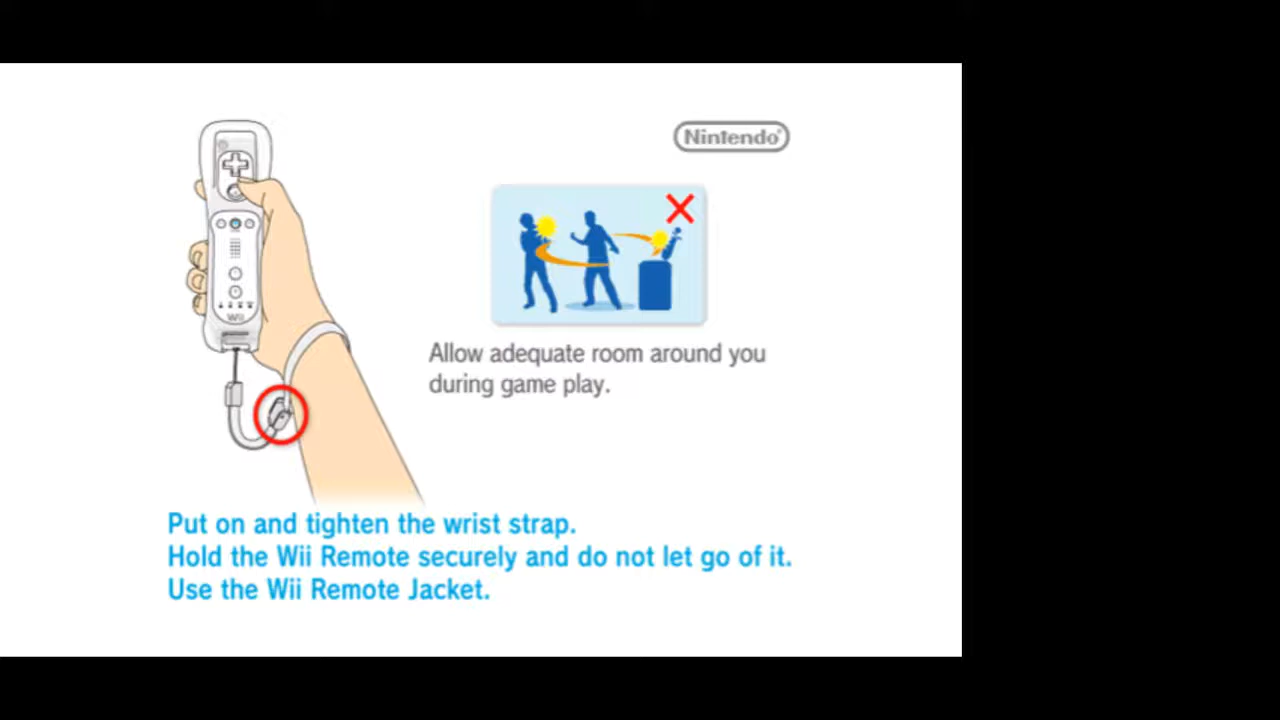 Nintendo®
Allow adequate room around you
during game play.
Wii
Put on and tighten the wrist strap.
Hold the Wii Remote securely and do not let go of it.
Use the Wii Remote Jacket.